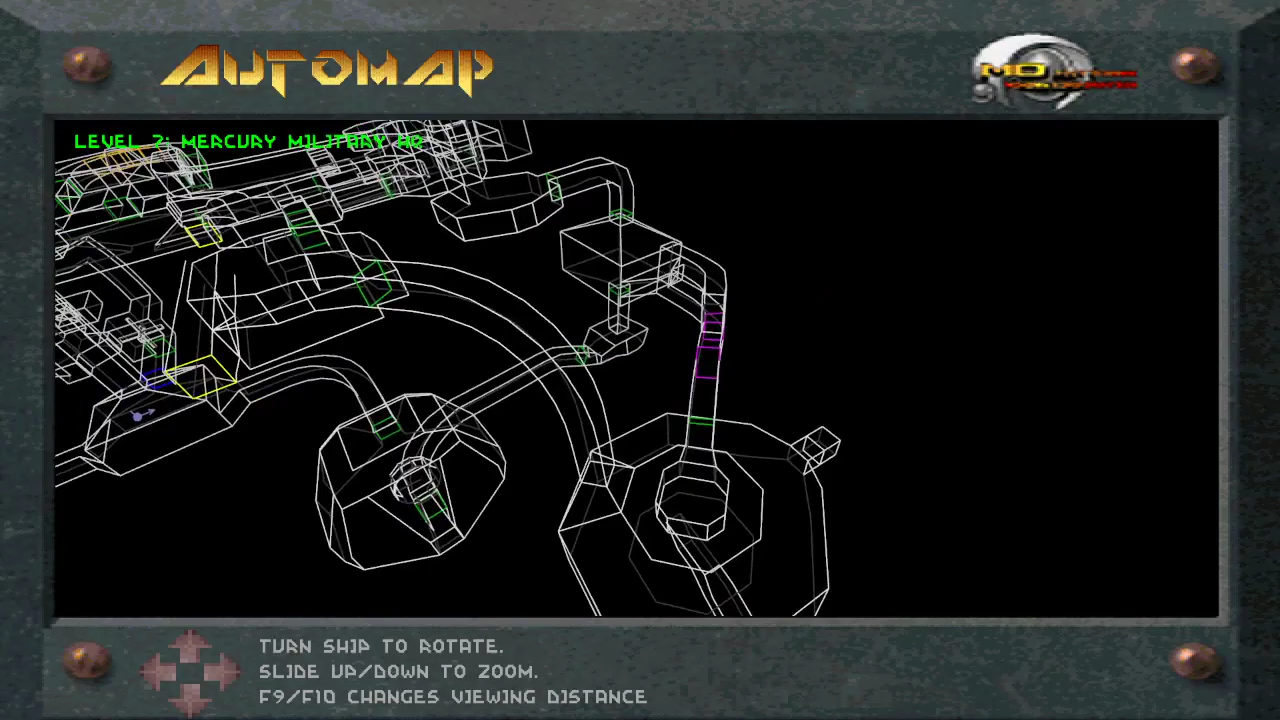 AUTOMAP
MD
LEVEL 7: MERCURY MILITARY HQ
TURN SHIP TO ROTATE.
SLIDE UP/DOWN TO ZOOM.
F9/F10 CHANGES VIEWING DISTANCE